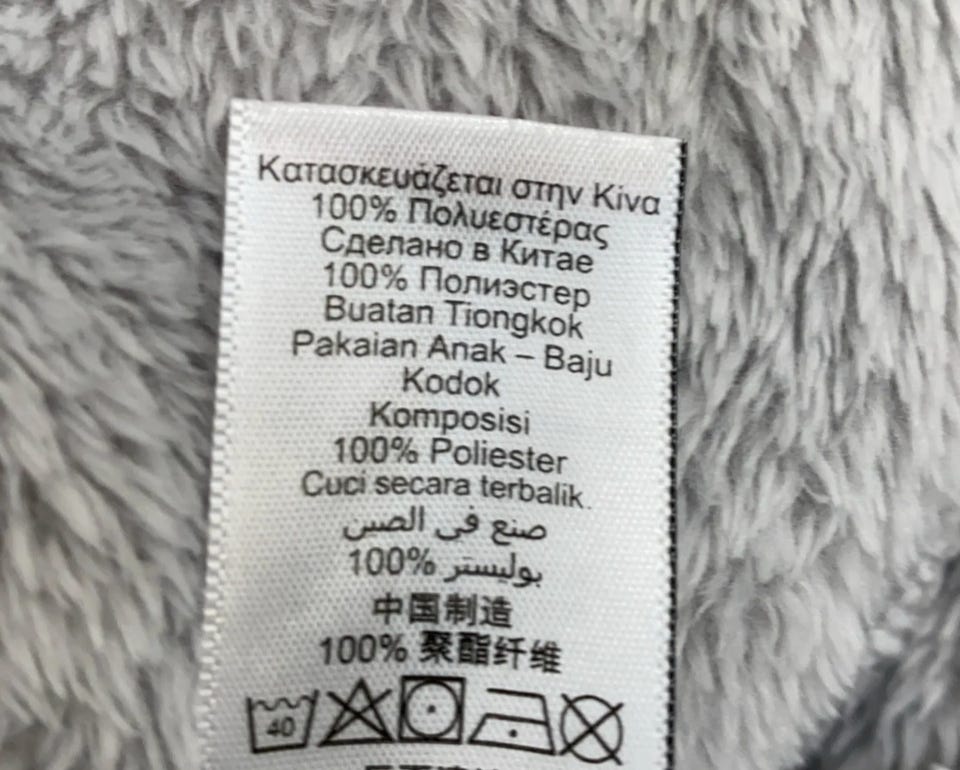 Κατασκευάζεται στην Κίνα
100% Πολυεστέρας
Сделано в Китае
100% Полиэстер
Buatan Tiongkok
Pakaian Anak – Baju
Kodok
Komposisi
100% Poliester
Cuci secara terbalik.
صنع في الصين
100% بوليستر
中国制造
100% 聚酯纤维
40